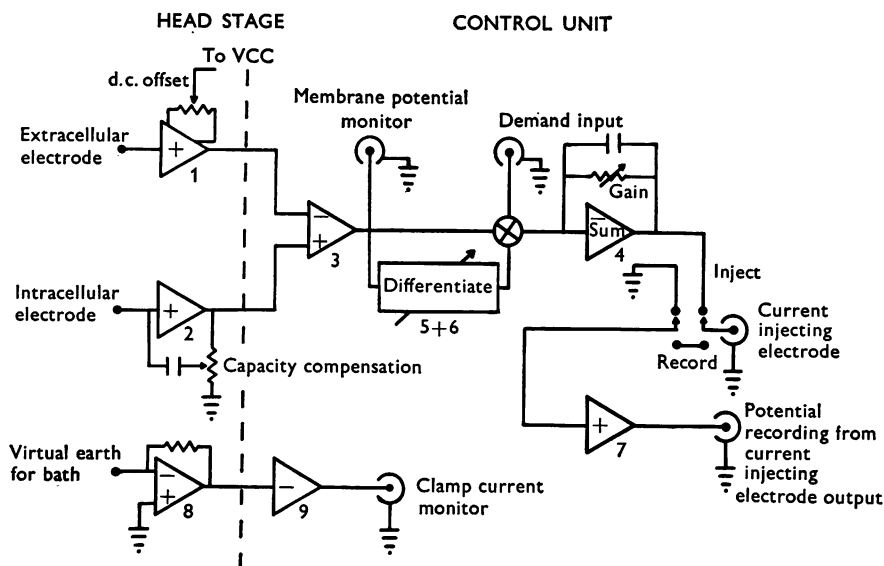 HEAD STAGE
CONTROL UNIT
To VCC
d.c. offset
Membrane potential
monitor
Demand input
Extracellular
electrode
+
1
Gain
−
+
3
−
Sum
4
Differentiate
5+6
Inject
Intracellular
electrode
+
2
Capacity compensation
Current
injecting
electrode
Record
+
7
Potential
recording from
current
injecting
electrode output
Virtual earth
for bath
−
+
8
−
9
Clamp current
monitor